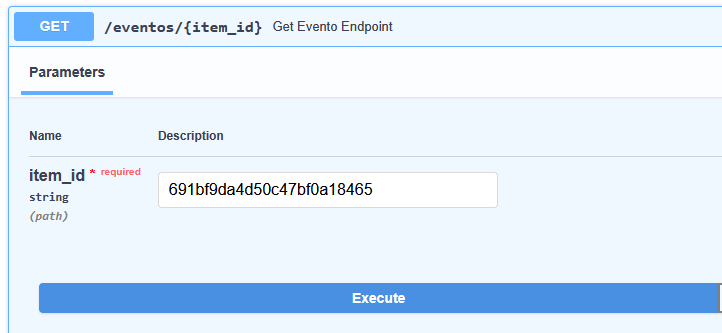 GET /eventos/{item_id} Get Evento Endpoint
Parameters
Name Description
item_id * required
string
(path)
691bf9da4d50c47bf0a18465
Execute